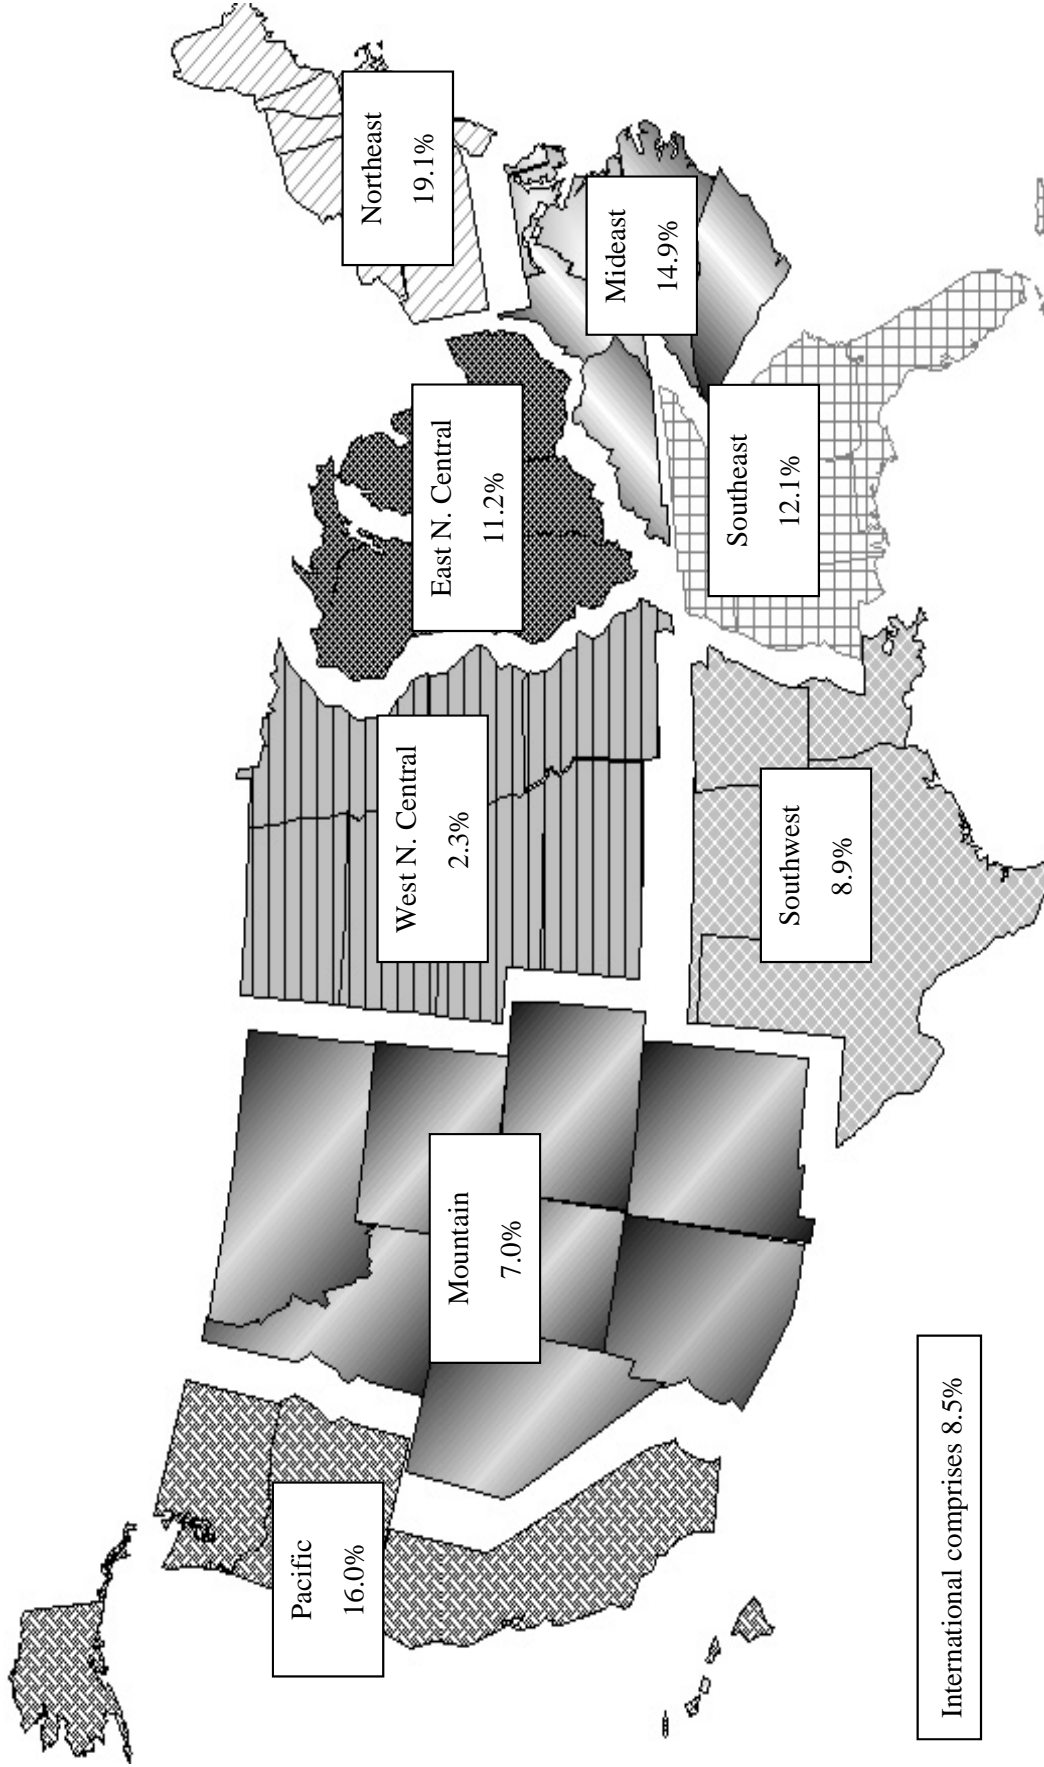 Pacific
16.0%
Mountain
7.0%
West N. Central
2.3%
East N. Central
11.2%
Northeast
19.1%
Mideast
14.9%
Southeast
12.1%
Southwest
8.9%
International comprises 8.5%